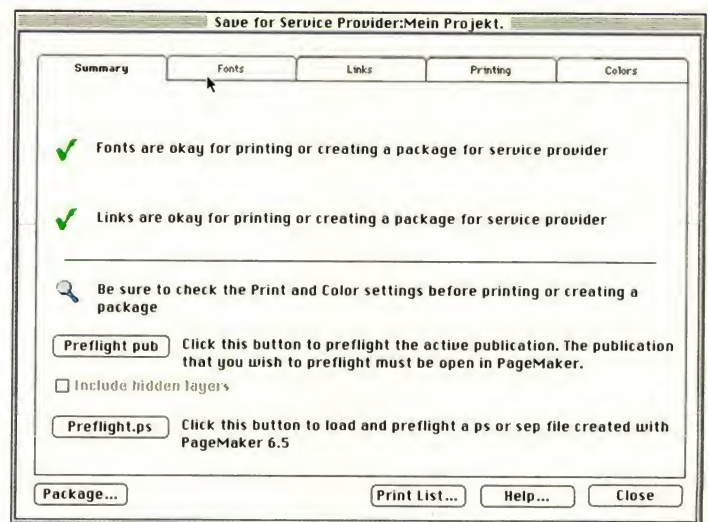 Save for Service Provider:Mein Projekt.
Summary Fonts Links Printing Colors
Fonts are okay for printing or creating a package for service provider
Links are okay for printing or creating a package for service provider
Be sure to check the Print and Color settings before printing or creating a
package
Preflight pub Click this button to preflight the active publication. The publication
that you wish to preflight must be open in PageMaker.
Include hidden layers
Preflight.ps Click this button to load and preflight a ps or sep file created with
PageMaker 6.5
Package... Print List... Help... Close